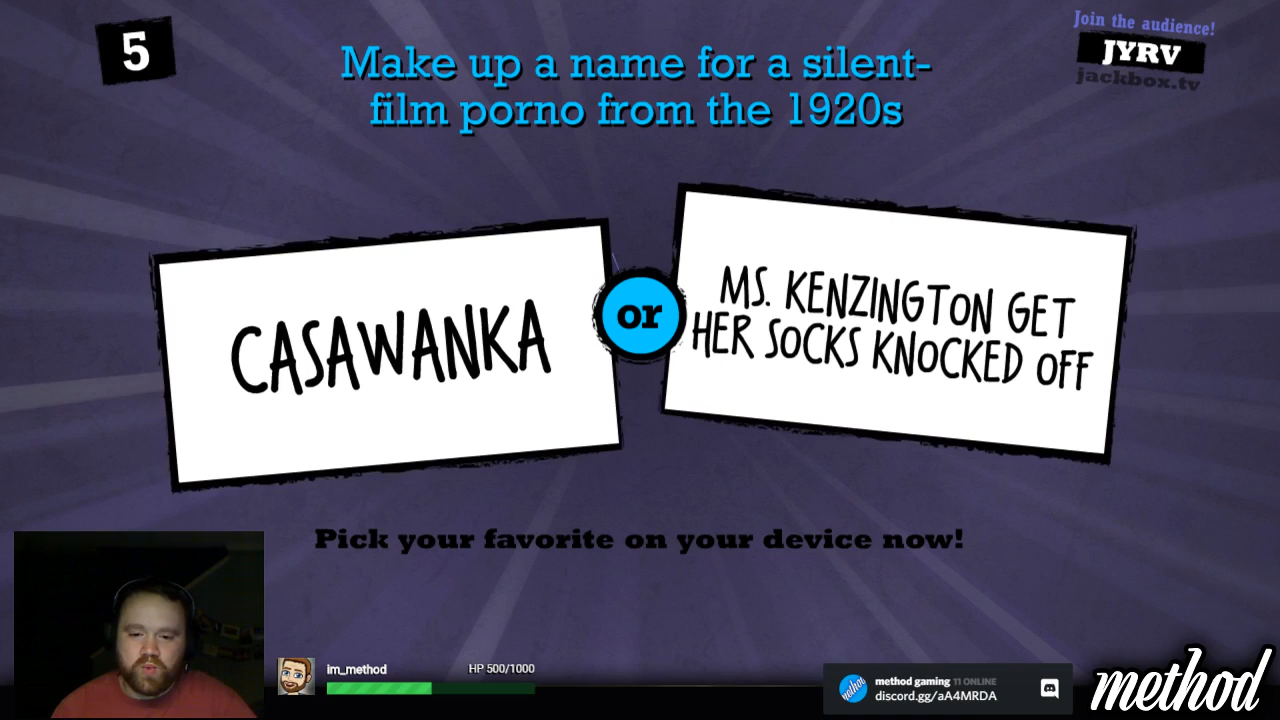 5
Join the audience!
JYRV
jackbox.tv
Make up a name for a silent-
film porno from the 1920s
CASAWANKA
or
MS. KENZINGTON GET
HER SOCKS KNOCKED OFF
Pick your favorite on your device now!
im_method
HP 500/1000
method
method gaming 11 ONLINE
discord.gg/aA4MRDA
method